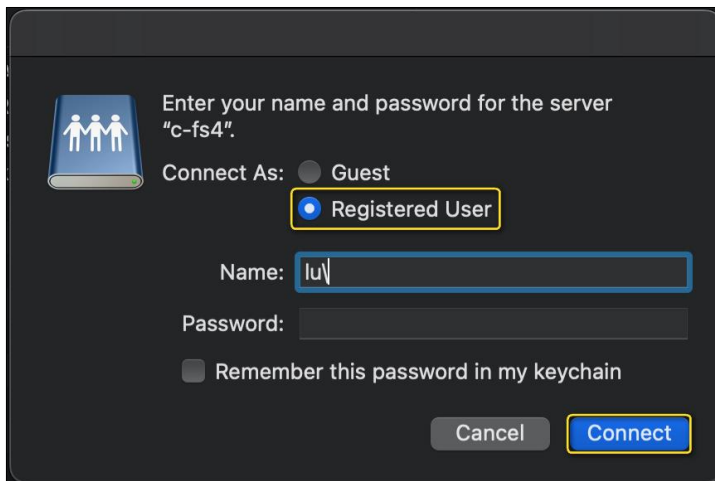 Enter your name and password for the server
“c-fs4”.
Connect As: Guest
Registered User
Name: lu\
Password:
Remember this password in my keychain
Cancel Connect